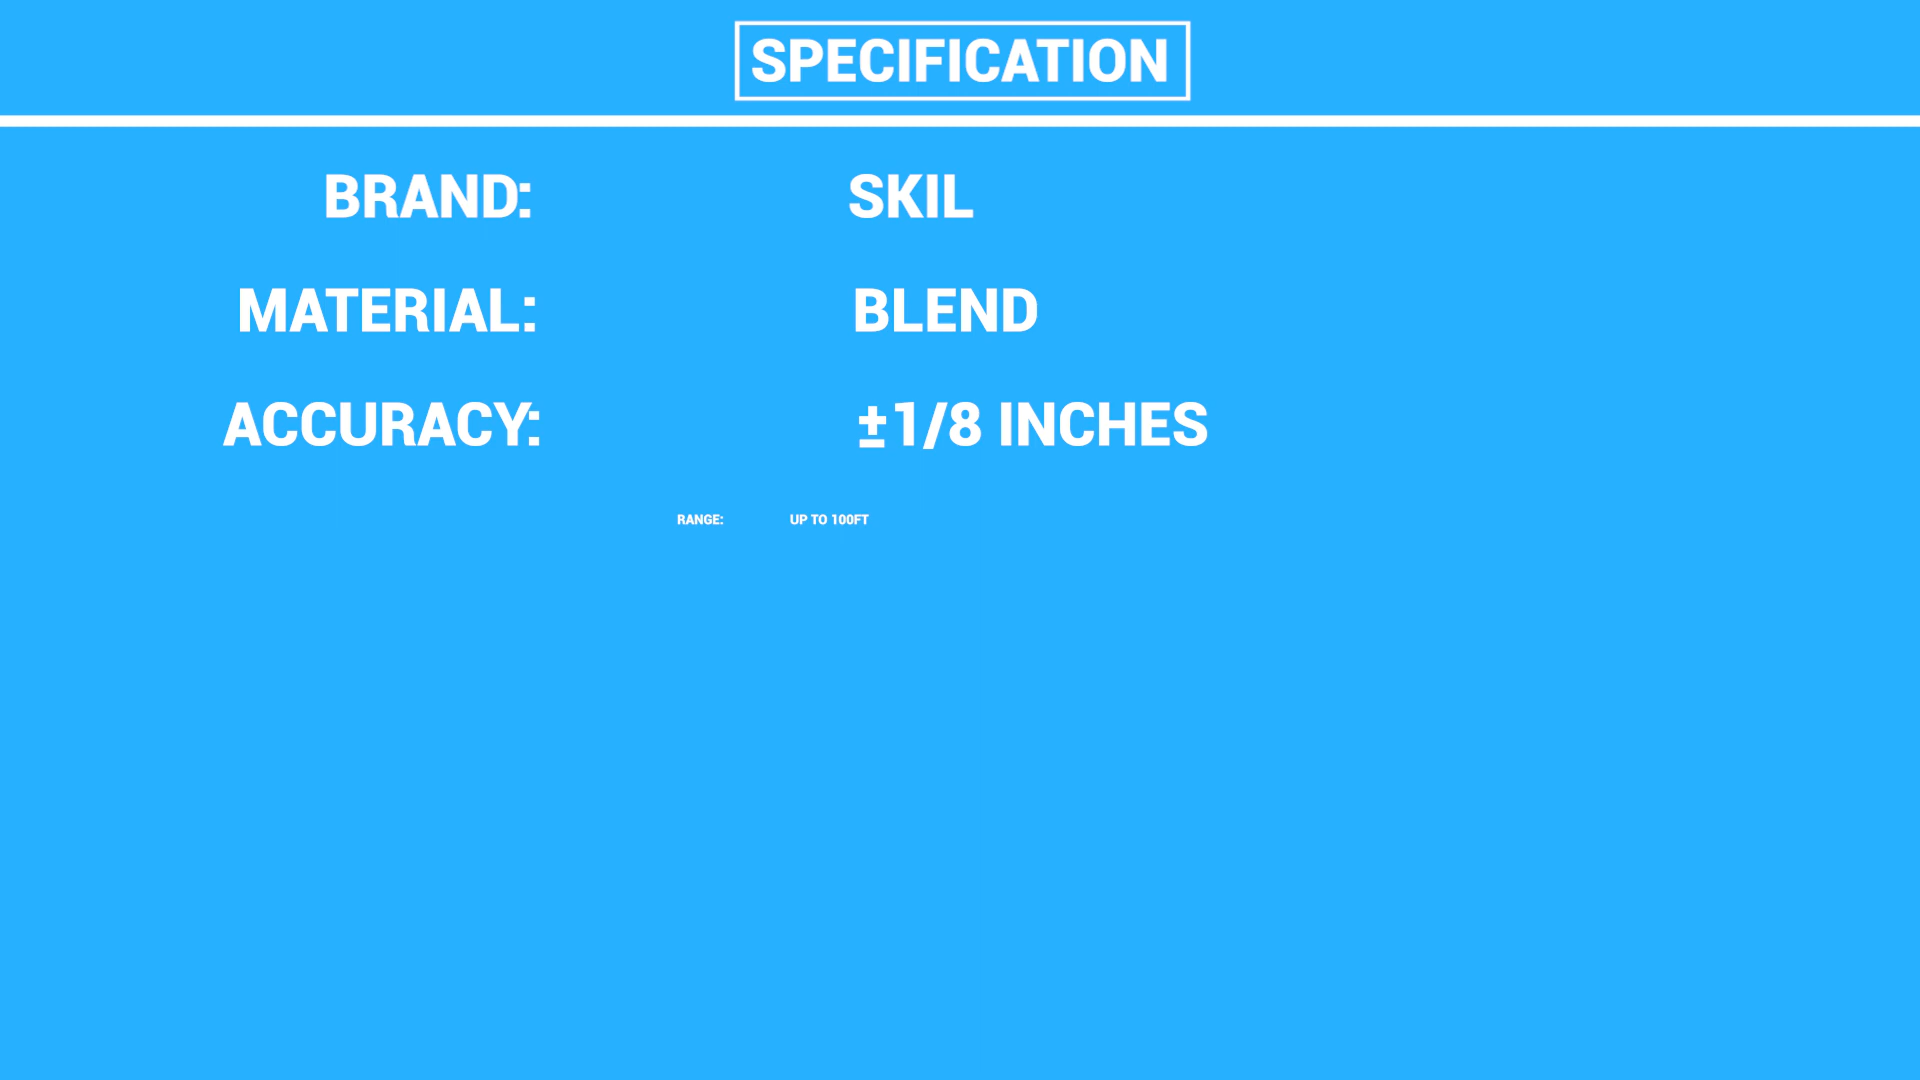 SPECIFICATION
BRAND: SKIL
MATERIAL: BLEND
ACCURACY: ±1/8 INCHES
RANGE: UP TO 100FT